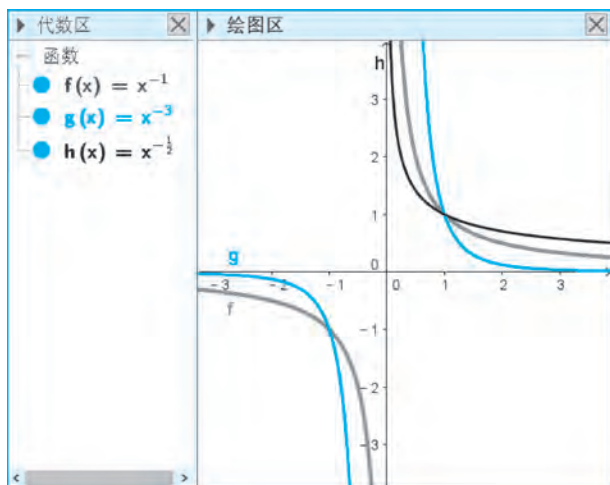 代数区
函数
f(x) = x⁻¹
g(x) = x⁻³
h(x) = x^{-\frac{1}{2}}
绘图区
h
3
2
1
0
g
−3 −2 −1 0 1 2 3
f
−1
−2
−3